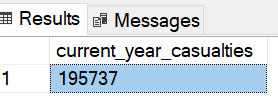 Results Messages
current_year_casualties
1 195737